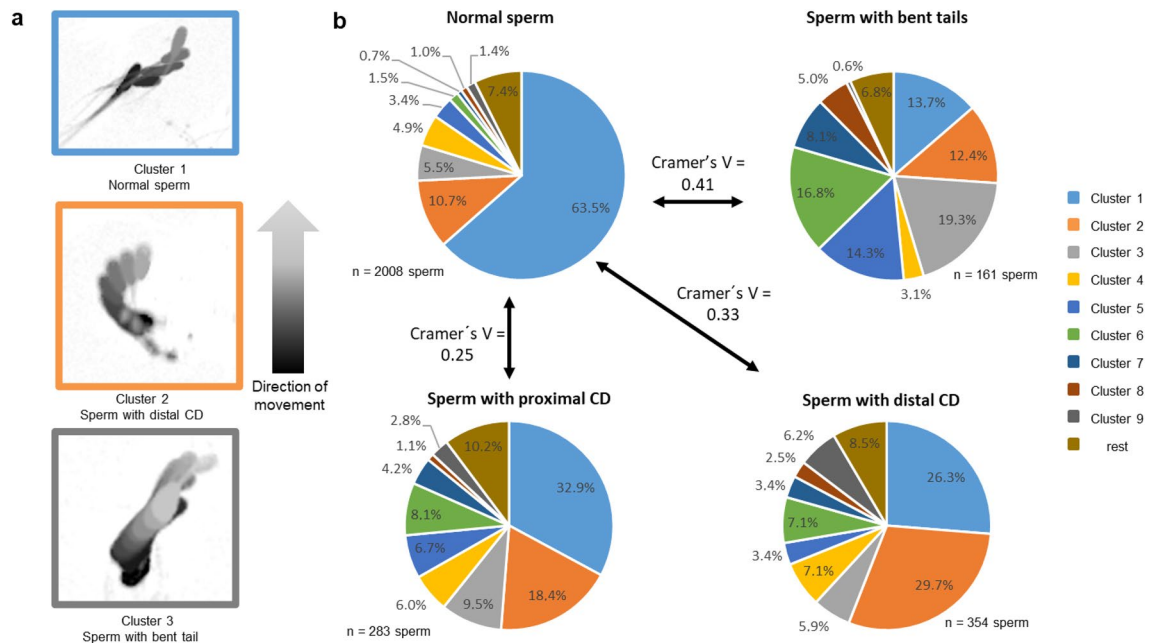 a
Cluster 1
Normal sperm
Cluster 2
Sperm with distal CD
Cluster 3
Sperm with bent tail
Direction of
movement
b
Normal sperm
63.5%
10.7%
5.5%
4.9%
3.4%
1.5%
0.7%
1.0%
1.4%
7.4%
n = 2008 sperm
Cramer’s V =
0.41
Sperm with bent tails
13,7%
12.4%
19.3%
3.1%
14.3%
16.8%
8.1%
5.0%
0.6%
6.8%
n = 161 sperm
Cramer´s V =
0.33
Cramer´s V =
0.25
Sperm with proximal CD
32.9%
18,4%
9.5%
6.0%
6.7%
8.1%
4.2%
1.1%
2.8%
10.2%
n = 283 sperm
Sperm with distal CD
26.3%
29.7%
5.9%
7.1%
3.4%
7.1%
3.4%
2.5%
6.2%
8.5%
n = 354 sperm
Cluster 1
Cluster 2
Cluster 3
Cluster 4
Cluster 5
Cluster 6
Cluster 7
Cluster 8
Cluster 9
rest